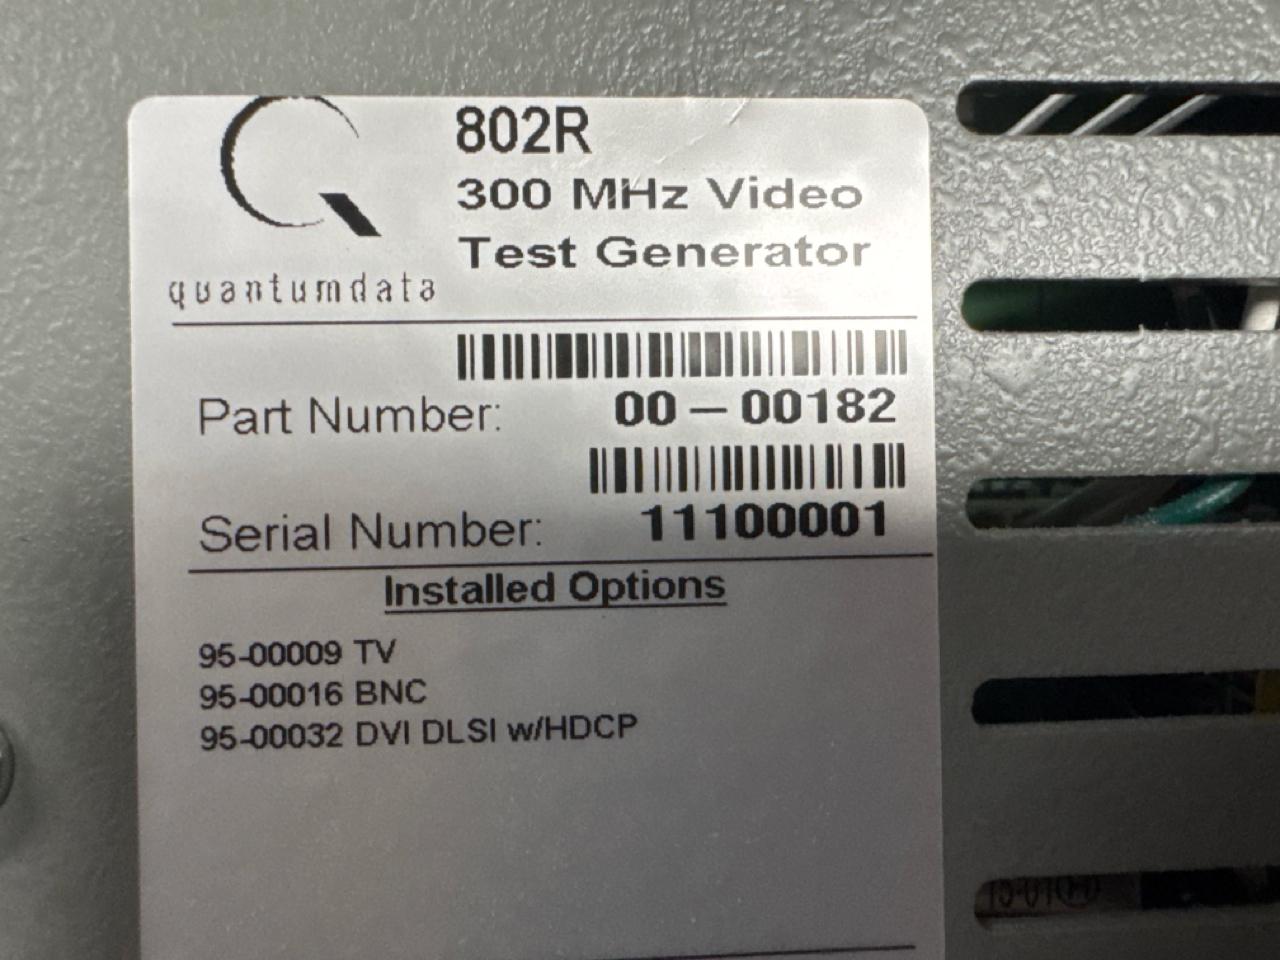 802R
300 MHz Video
Test Generator
quantumdata
Part Number: 00-00182
Serial Number: 11100001
Installed Options
95-00009 TV
95-00016 BNC
95-00032 DVI DLSI w/HDCP